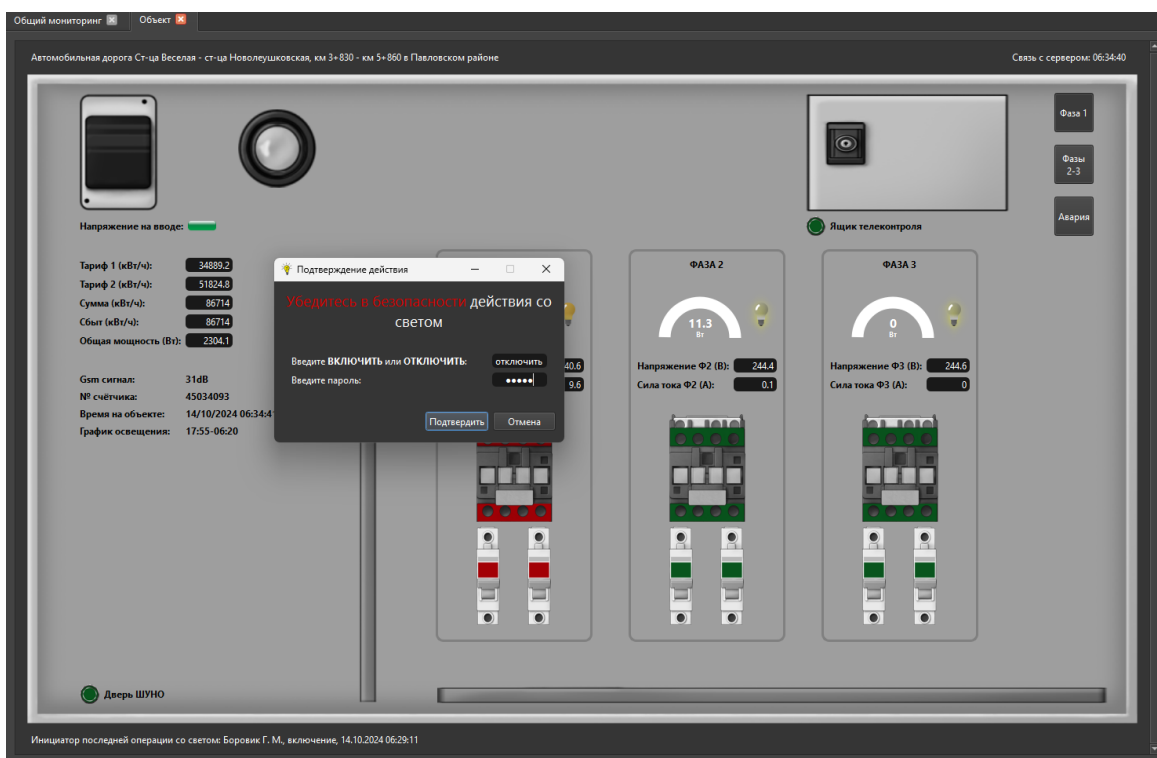 Общий мониторинг
Объект
Автомобильная дорога Ст-ца Веселая - ст-ца Новолеушковская, км 3+830 - км 5+860 в Павловском районе
Связь с сервером: 06:34:40
Фаза 1
Фазы
2-3
Авария
Напряжение на вводе:
Ящик телеконтроля
Тариф 1 (кВт/ч): 34889.2
Тариф 2 (кВт/ч): 51824.8
Сумма (кВт/ч): 86714
Сбыт (кВт/ч): 86714
Общая мощность (Вт): 2304.1
Gsm сигнал: 31dB
№ счётчика: 45034093
Время на объекте: 14/10/2024 06:34:41
График освещения: 17:55-06:20
Подтверждение действия
Убедитесь в безопасности действия со
светом
Введите ВКЛЮЧИТЬ или ОТКЛЮЧИТЬ: отключить
Введите пароль: •••••
Подтвердить
Отмена
40.6
9.6
ФАЗА 2
11.3
Вт
Напряжение Ф2 (В): 244.4
Сила тока Ф2 (А): 0.1
ФАЗА 3
0
Вт
Напряжение Ф3 (В): 244.6
Сила тока Ф3 (А): 0
Дверь ШУНО
Инициатор последней операции со светом: Боровик Г. М., включение, 14.10.2024 06:29:11